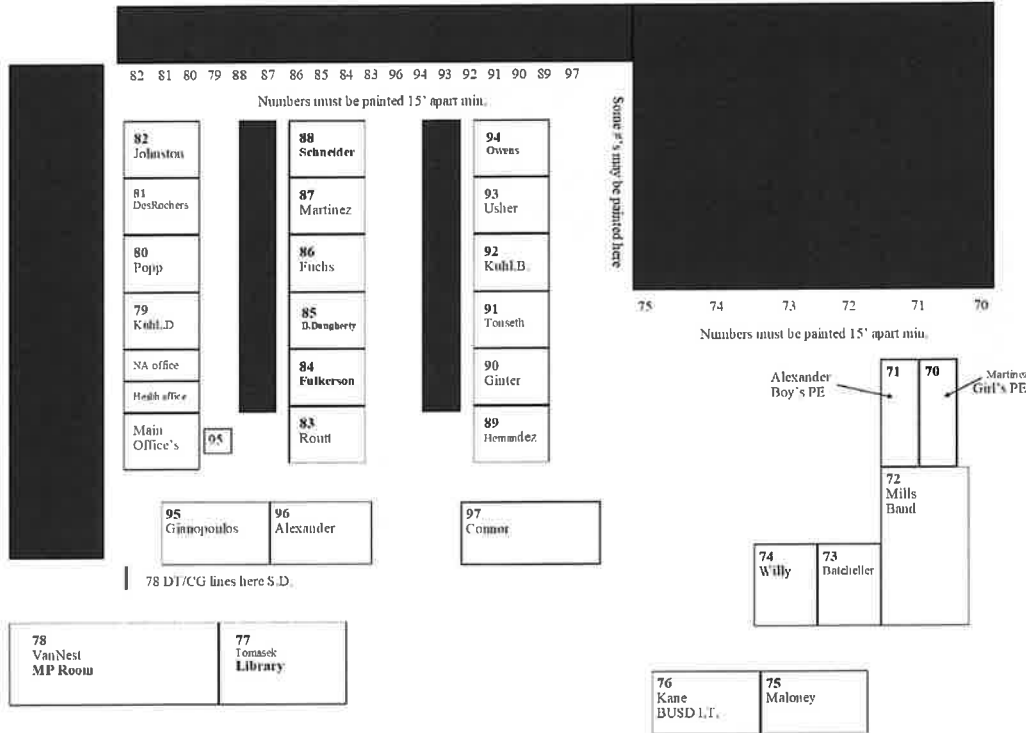 82 81 80 79 88 87 86 85 84 83 96 94 93 92 91 90 89 97
Numbers must be painted 15' apart min.
Some #'s may be painted here
82
Johnston
81
DesRochers
80
Popp
79
Kuhl.D
NA office
Health office
Main
Office's
95
88
Schneider
87
Martinez
86
Fuchs
85
D.Daugherty
84
Fulkerson
83
Routt
94
Owens
93
Usher
92
Kuhl.B.
91
Tonseth
90
Ginter
89
Hernandez
75 74 73 72 71 70
Numbers must be painted 15' apart min.
Alexander
Boy's PE
71
70
Martinez
Girl's PE
72
Mills
Band
74
Willy
73
Batcheller
95
Ginnopoulos
96
Alexander
97
Connor
78 DT/CG lines here S.D.
78
VanNest
MP Room
77
Tomasek
Library
76
Kane
BUSD I.T.
75
Maloney